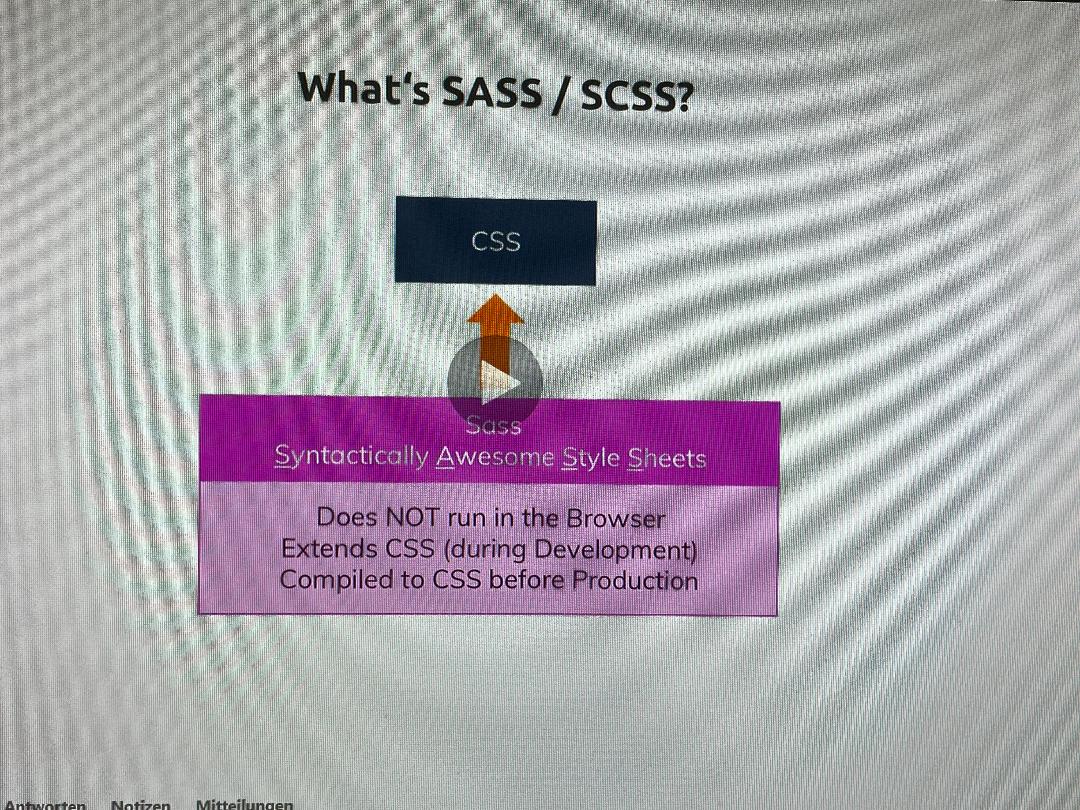 What‘s SASS / SCSS?
CSS
Sass
Syntactically Awesome Style Sheets
Does NOT run in the Browser
Extends CSS (during Development)
Compiled to CSS before Production
Antworten Notizen Mitteilungen